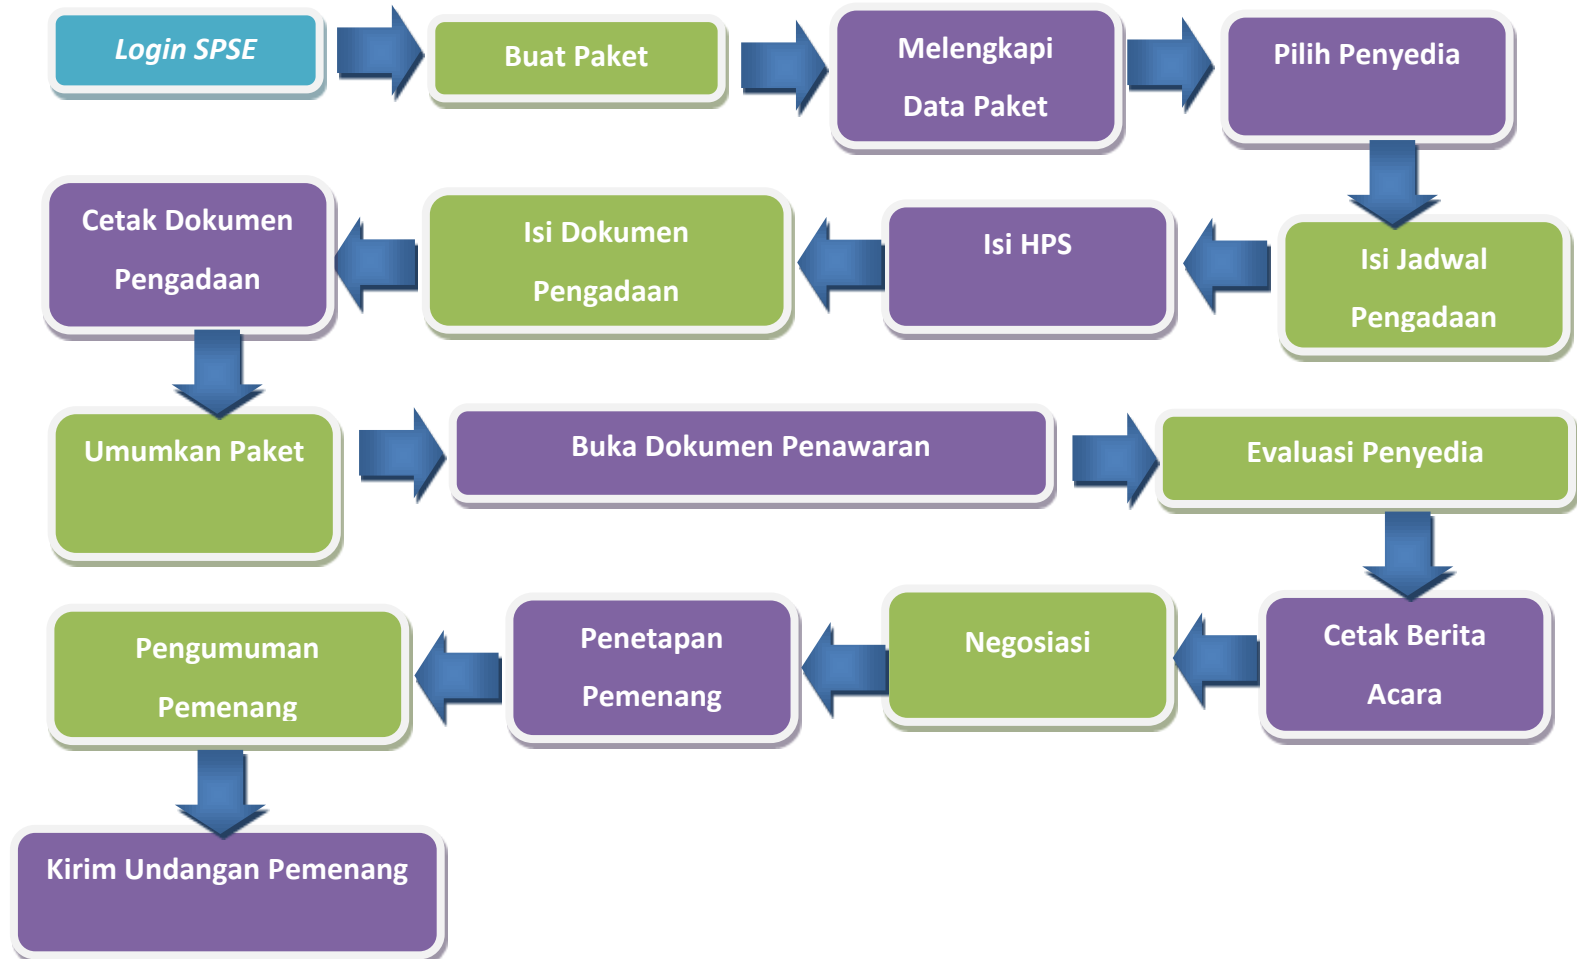 Login SPSE
Buat Paket
Melengkapi
Data Paket
Pilih Penyedia
Isi Jadwal
Pengadaan
Isi HPS
Isi Dokumen
Pengadaan
Cetak Dokumen
Pengadaan
Umumkan Paket
Buka Dokumen Penawaran
Evaluasi Penyedia
Cetak Berita
Acara
Negosiasi
Penetapan
Pemenang
Pengumuman
Pemenang
Kirim Undangan Pemenang